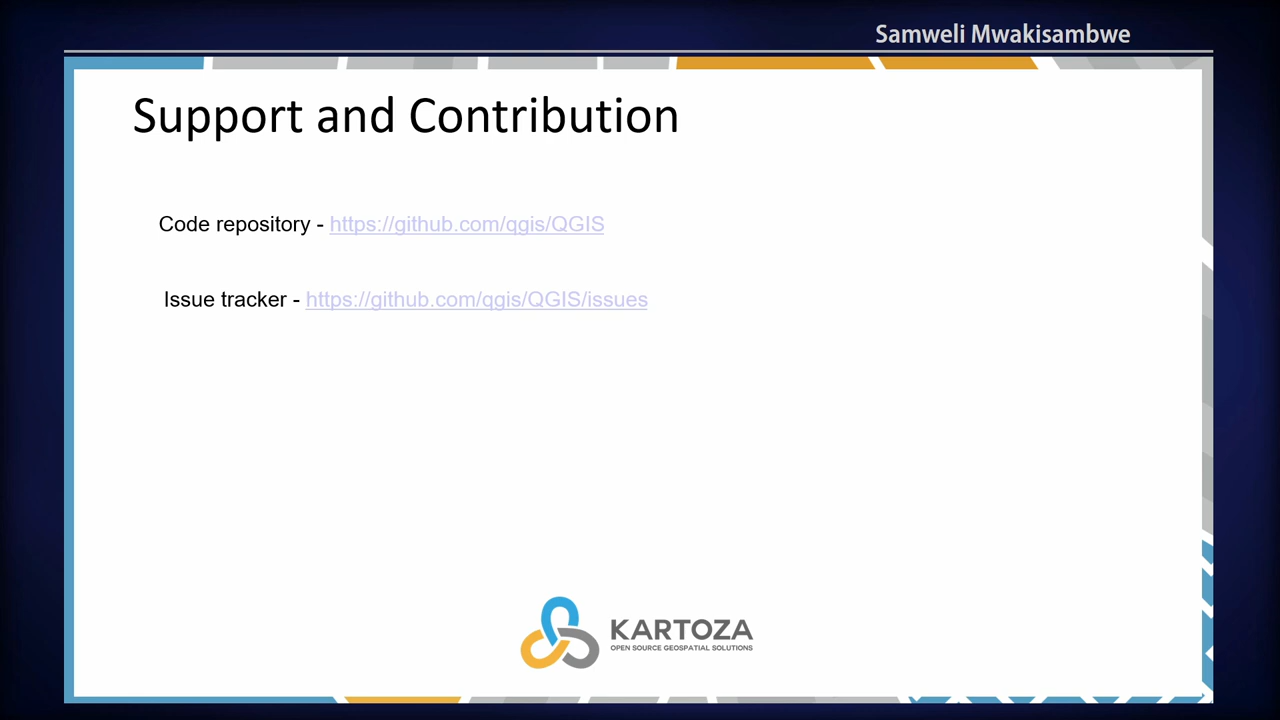 Samweli Mwakisambwe
Support and Contribution
Code repository - https://github.com/qgis/QGIS
Issue tracker - https://github.com/qgis/QGIS/issues
KARTOZA
OPEN SOURCE GEOSPATIAL SOLUTIONS